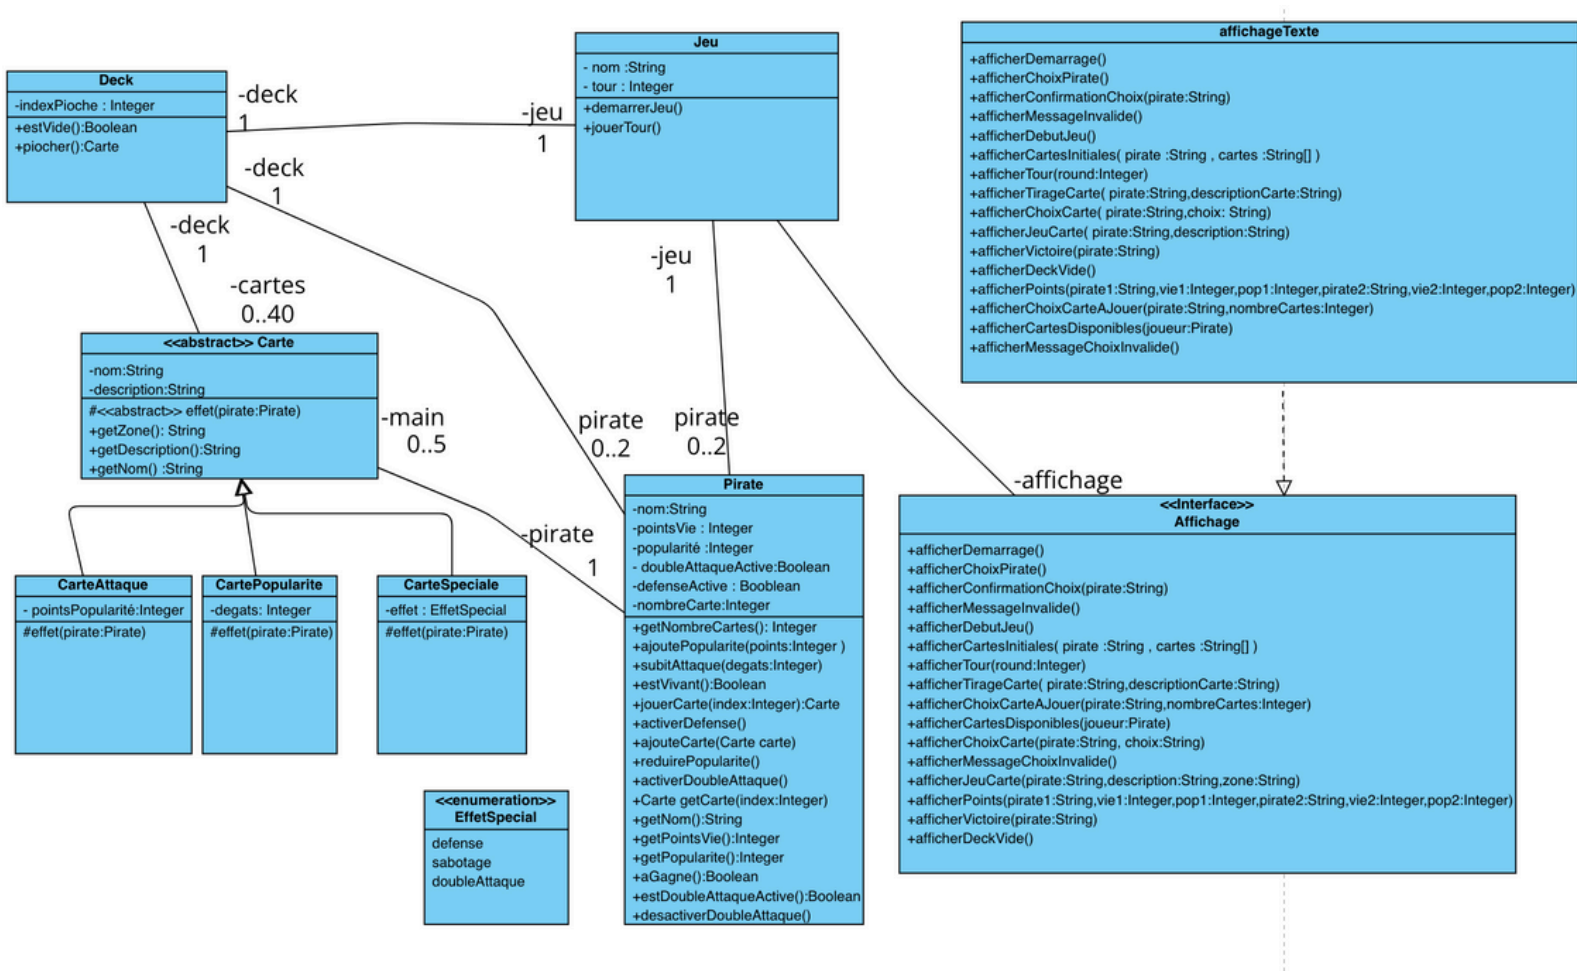 Deck
-indexPioche : Integer
+estVide():Boolean
+piocher():Carte
-deck
1
-jeu
1
Jeu
- nom :String
- tour : Integer
+demarrerJeu()
+jouerTour()
-deck
1
-deck
1
-cartes
0..40
-jeu
1
<<abstract>> Carte
-nom:String
-description:String
#<<abstract>> effet(pirate:Pirate)
+getZone(): String
+getDescription():String
+getNom() :String
-main
0..5
pirate
0..2
pirate
0..2
-pirate
1
-affichage
CarteAttaque
- pointsPopularité:Integer
#effet(pirate:Pirate)
CartePopularite
-degats: Integer
#effet(pirate:Pirate)
CarteSpeciale
-effet : EffetSpecial
#effet(pirate:Pirate)
<<enumeration>>
EffetSpecial
defense
sabotage
doubleAttaque
Pirate
-nom:String
-pointsVie : Integer
-popularité :Integer
- doubleAttaqueActive:Boolean
-defenseActive : Booblean
-nombreCarte:Integer
+getNombreCartes(): Integer
+ajoutePopularite(points:Integer )
+subitAttaque(degats:Integer)
+estVivant():Boolean
+jouerCarte(index:Integer):Carte
+activerDefense()
+ajouteCarte(Carte carte)
+reduirePopularite()
+activerDoubleAttaque()
+Carte getCarte(index:Integer)
+getNom():String
+getPointsVie():Integer
+getPopularite():Integer
+aGagne():Boolean
+estDoubleAttaqueActive():Boolean
+desactiverDoubleAttaque()
affichageTexte
+afficherDemarrage()
+afficherChoixPirate()
+afficherConfirmationChoix(pirate:String)
+afficherMessageInvalide()
+afficherDebutJeu()
+afficherCartesInitiales( pirate :String , cartes :String[] )
+afficherTour(round:Integer)
+afficherTirageCarte( pirate:String,descriptionCarte:String)
+afficherChoixCarte( pirate:String,choix: String)
+afficherJeuCarte( pirate:String,description:String)
+afficherVictoire(pirate:String)
+afficherDeckVide()
+afficherPoints(pirate1:String,vie1:Integer,pop1:Integer,pirate2:String,vie2:Integer,pop2:Integer)
+afficherChoixCarteAJouer(pirate:String,nombreCartes:Integer)
+afficherCartesDisponibles(joueur:Pirate)
+afficherMessageChoixInvalide()
<<Interface>>
Affichage
+afficherDemarrage()
+afficherChoixPirate()
+afficherConfirmationChoix(pirate:String)
+afficherMessageInvalide()
+afficherDebutJeu()
+afficherCartesInitiales( pirate :String , cartes :String[] )
+afficherTour(round:Integer)
+afficherTirageCarte( pirate:String,descriptionCarte:String)
+afficherChoixCarteAJouer(pirate:String,nombreCartes:Integer)
+afficherCartesDisponibles(joueur:Pirate)
+afficherChoixCarte(pirate:String, choix:String)
+afficherMessageChoixInvalide()
+afficherJeuCarte(pirate:String,description:String,zone:String)
+afficherPoints(pirate1:String,vie1:Integer,pop1:Integer,pirate2:String,vie2:Integer,pop2:Integer)
+afficherVictoire(pirate:String)
+afficherDeckVide()